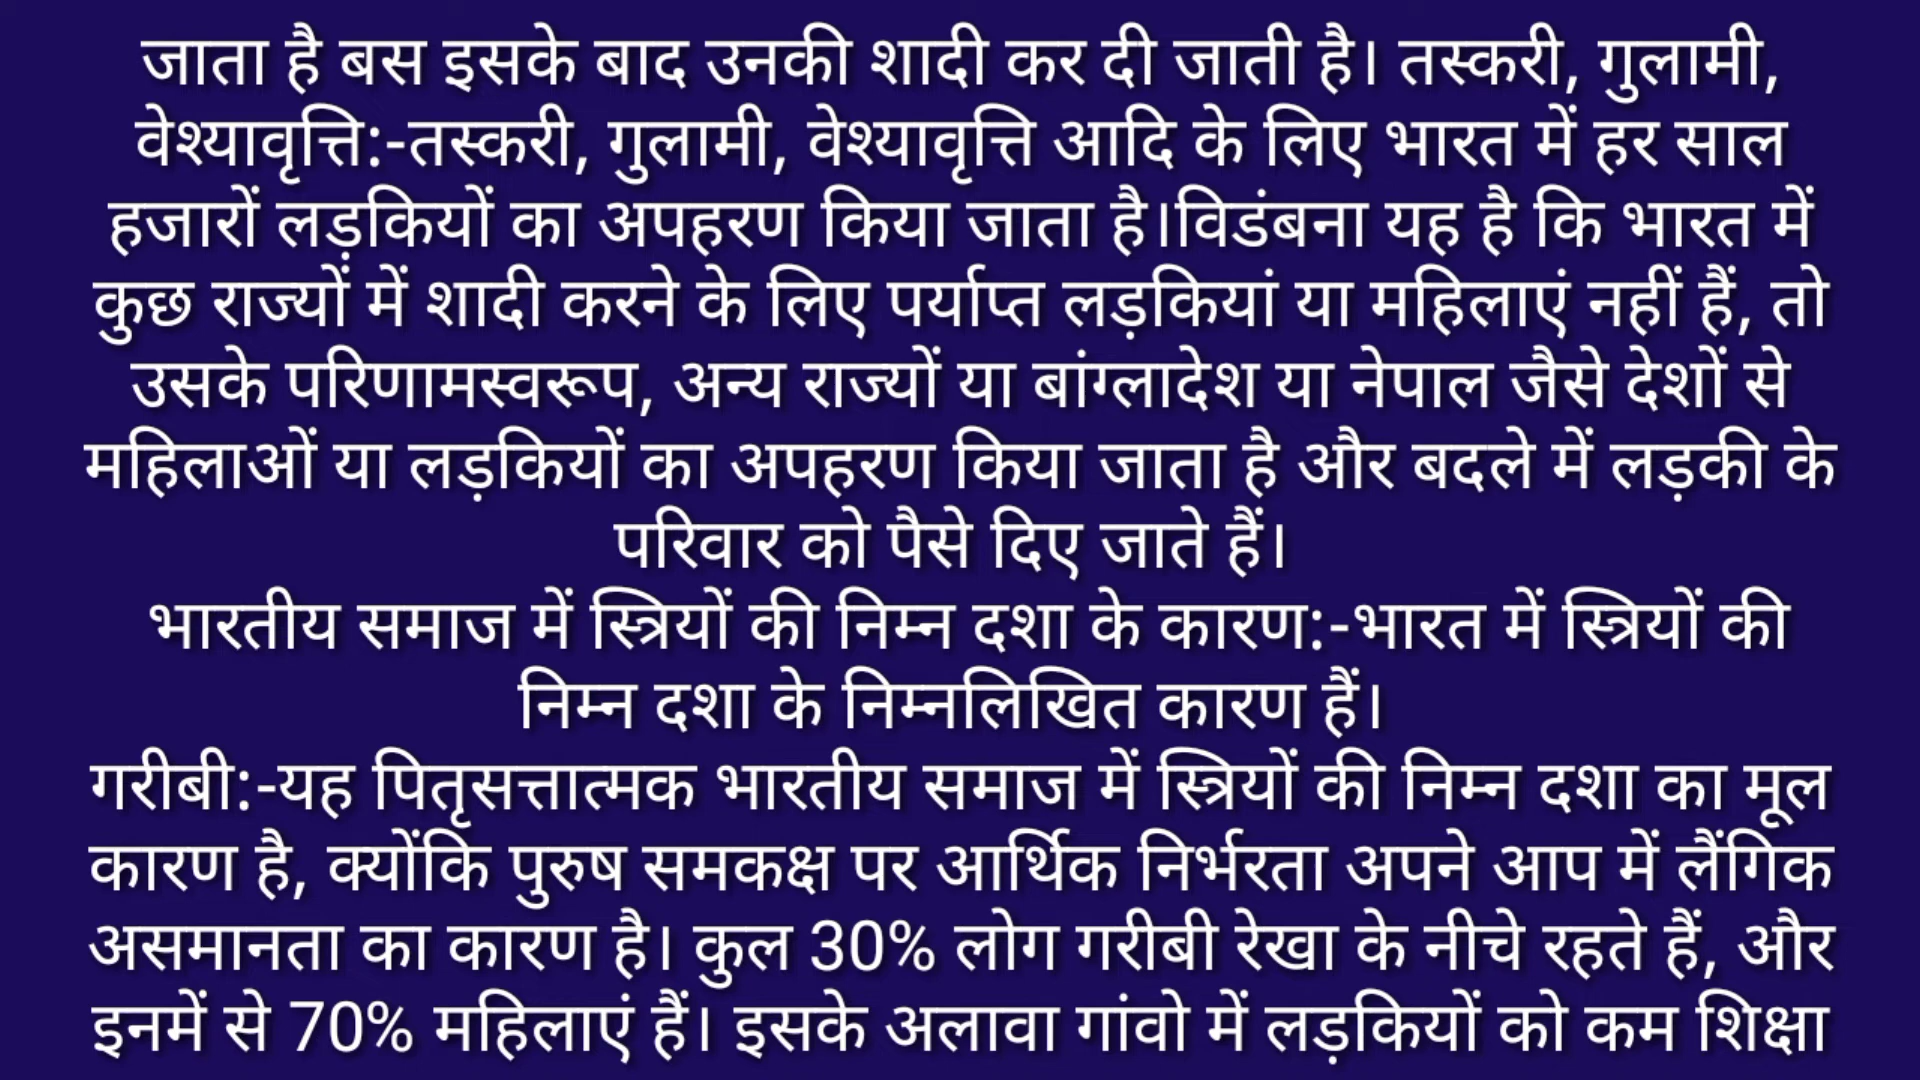 जाता है बस इसके बाद उनकी शादी कर दी जाती है। तस्करी, गुलामी,
वेश्यावृत्ति:-तस्करी, गुलामी, वेश्यावृत्ति आदि के लिए भारत में हर साल
हजारों लड़कियों का अपहरण किया जाता है।विडंबना यह है कि भारत में
कुछ राज्यों में शादी करने के लिए पर्याप्त लड़कियां या महिलाएं नहीं हैं, तो
उसके परिणामस्वरूप, अन्य राज्यों या बांग्लादेश या नेपाल जैसे देशों से
महिलाओं या लड़कियों का अपहरण किया जाता है और बदले में लड़की के
परिवार को पैसे दिए जाते हैं।
भारतीय समाज में स्त्रियों की निम्न दशा के कारण:-भारत में स्त्रियों की
निम्न दशा के निम्नलिखित कारण हैं।
गरीबी:-यह पितृसत्तात्मक भारतीय समाज में स्त्रियों की निम्न दशा का मूल
कारण है, क्योंकि पुरुष समकक्ष पर आर्थिक निर्भरता अपने आप में लैंगिक
असमानता का कारण है। कुल 30% लोग गरीबी रेखा के नीचे रहते हैं, और
इनमें से 70% महिलाएं हैं। इसके अलावा गांवो में लड़कियों को कम शिक्षा